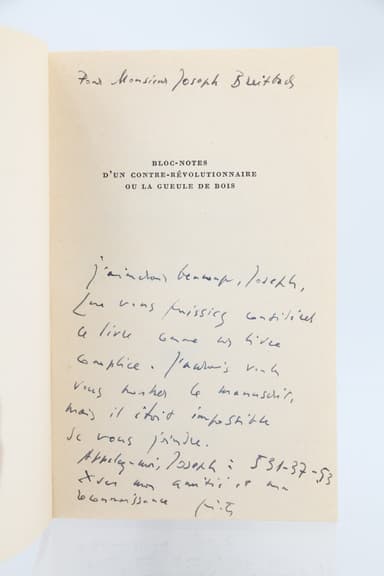 Pour Monsieur Joseph Breitbach
BLOC-NOTES
D'UN CONTRE-RÉVOLUTIONNAIRE
OU LA GUEULE DE BOIS
J'aimerais beaucoup, Joseph,
que vous puissiez considérer
ce livre comme un livre
complice. J'aurais voulu
vous montrer le manuscrit,
mais il était impossible
de vous joindre.
Appelez-moi, Joseph à 531-37-53
mon amitié et ma
reconnaissance